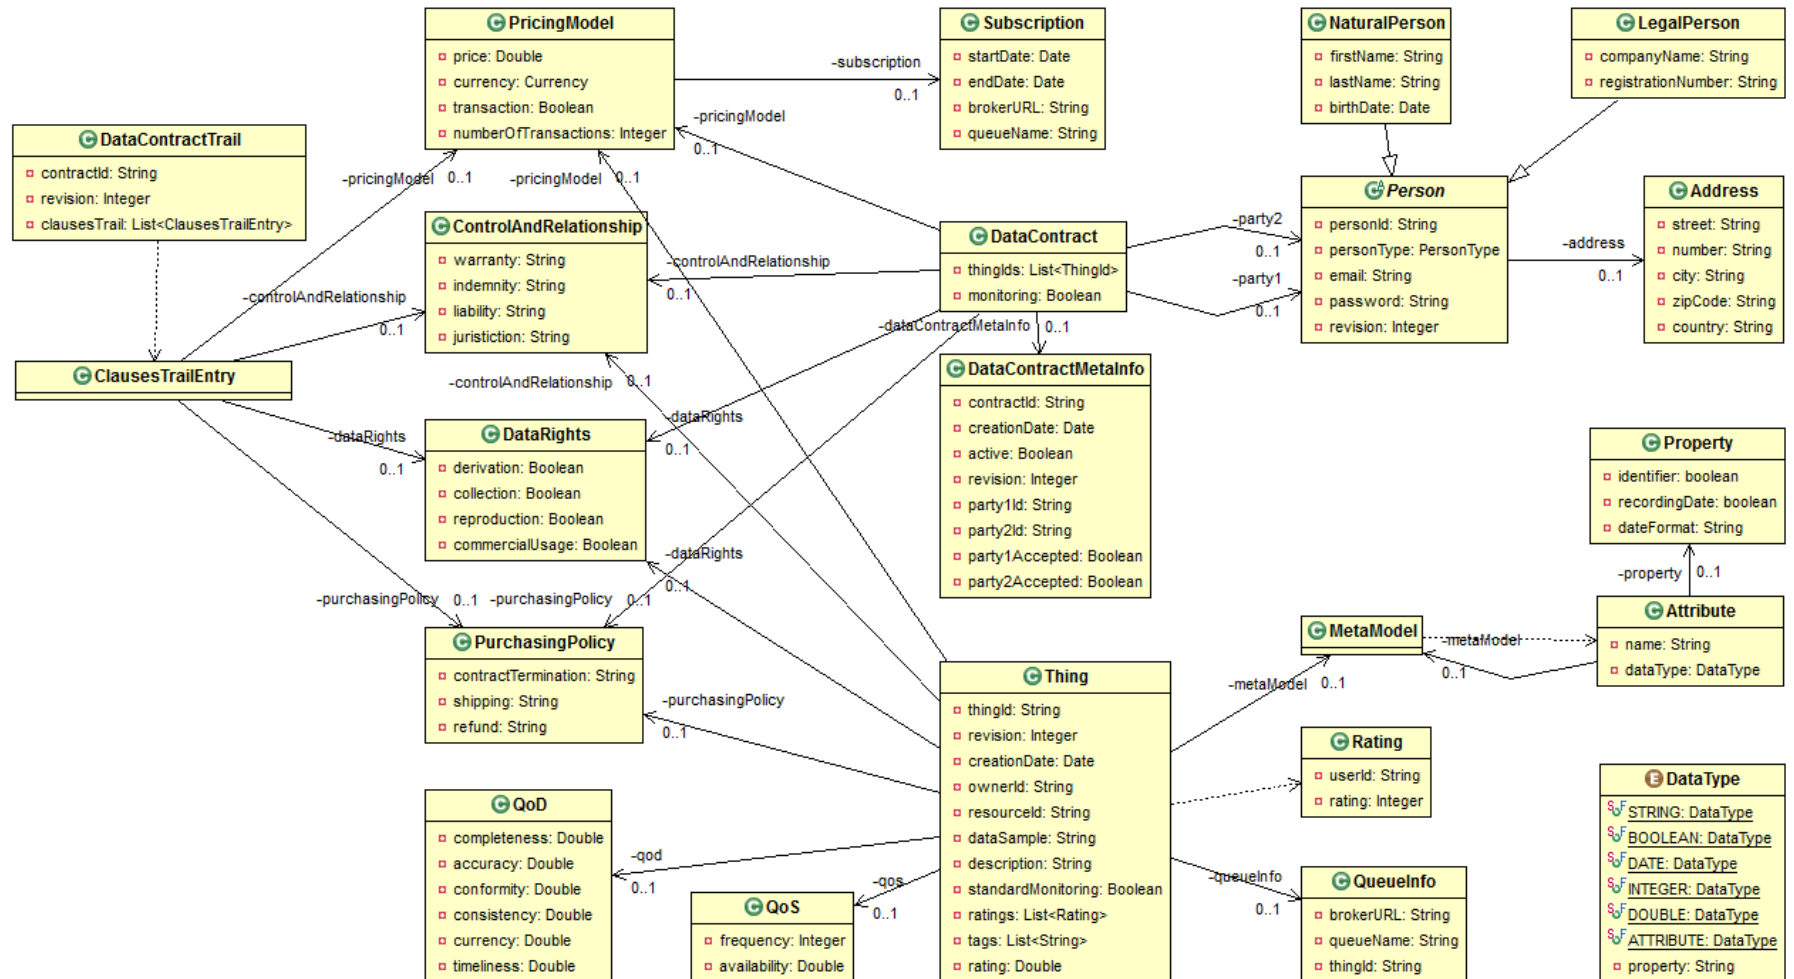 PricingModel
price: Double
currency: Currency
transaction: Boolean
numberOfTransactions: Integer
-subscription
0..1
Subscription
startDate: Date
endDate: Date
brokerURL: String
queueName: String
NaturalPerson
firstName: String
lastName: String
birthDate: Date
LegalPerson
companyName: String
registrationNumber: String
DataContractTrail
contractId: String
revision: Integer
clausesTrail: List<ClausesTrailEntry>
-pricingModel
0..1
-pricingModel 0..1
-pricingModel 0..1
ControlAndRelationship
warranty: String
indemnity: String
liability: String
juristiction: String
-controlAndRelationship
0..1
-controlAndRelationship
0..1
DataContract
thingIds: List<ThingId>
monitoring: Boolean
-party2
0..1
-party1
0..1
Person
personId: String
personType: PersonType
email: String
password: String
revision: Integer
-address
0..1
Address
street: String
number: String
city: String
zipCode: String
country: String
ClausesTrailEntry
-dataContractMetaInfo 0..1
DataContractMetaInfo
contractId: String
creationDate: Date
active: Boolean
revision: Integer
party1Id: String
party2Id: String
party1Accepted: Boolean
party2Accepted: Boolean
-controlAndRelationship 0..1
-dataRights
0..1
-dataRights
0..1
DataRights
derivation: Boolean
collection: Boolean
reproduction: Boolean
commercialUsage: Boolean
-dataRights
0..1
Property
identifier: boolean
recordingDate: boolean
dateFormat: String
-property 0..1
-purchasingPolicy 0..1
-purchasingPolicy 0..1
PurchasingPolicy
contractTermination: String
shipping: String
refund: String
-purchasingPolicy
0..1
MetaModel
-metaModel
0..1
Attribute
name: String
dataType: DataType
-metaModel 0..1
Thing
thingId: String
revision: Integer
creationDate: Date
ownerId: String
resourceId: String
dataSample: String
description: String
standardMonitoring: Boolean
ratings: List<Rating>
tags: List<String>
rating: Double
Rating
userId: String
rating: Integer
QoD
completeness: Double
accuracy: Double
conformity: Double
consistency: Double
currency: Double
timeliness: Double
-qod
0..1
-qos
0..1
QoS
frequency: Integer
availability: Double
-queueInfo
0..1
QueueInfo
brokerURL: String
queueName: String
thingId: String
DataType
STRING: DataType
BOOLEAN: DataType
DATE: DataType
INTEGER: DataType
DOUBLE: DataType
ATTRIBUTE: DataType
property: String